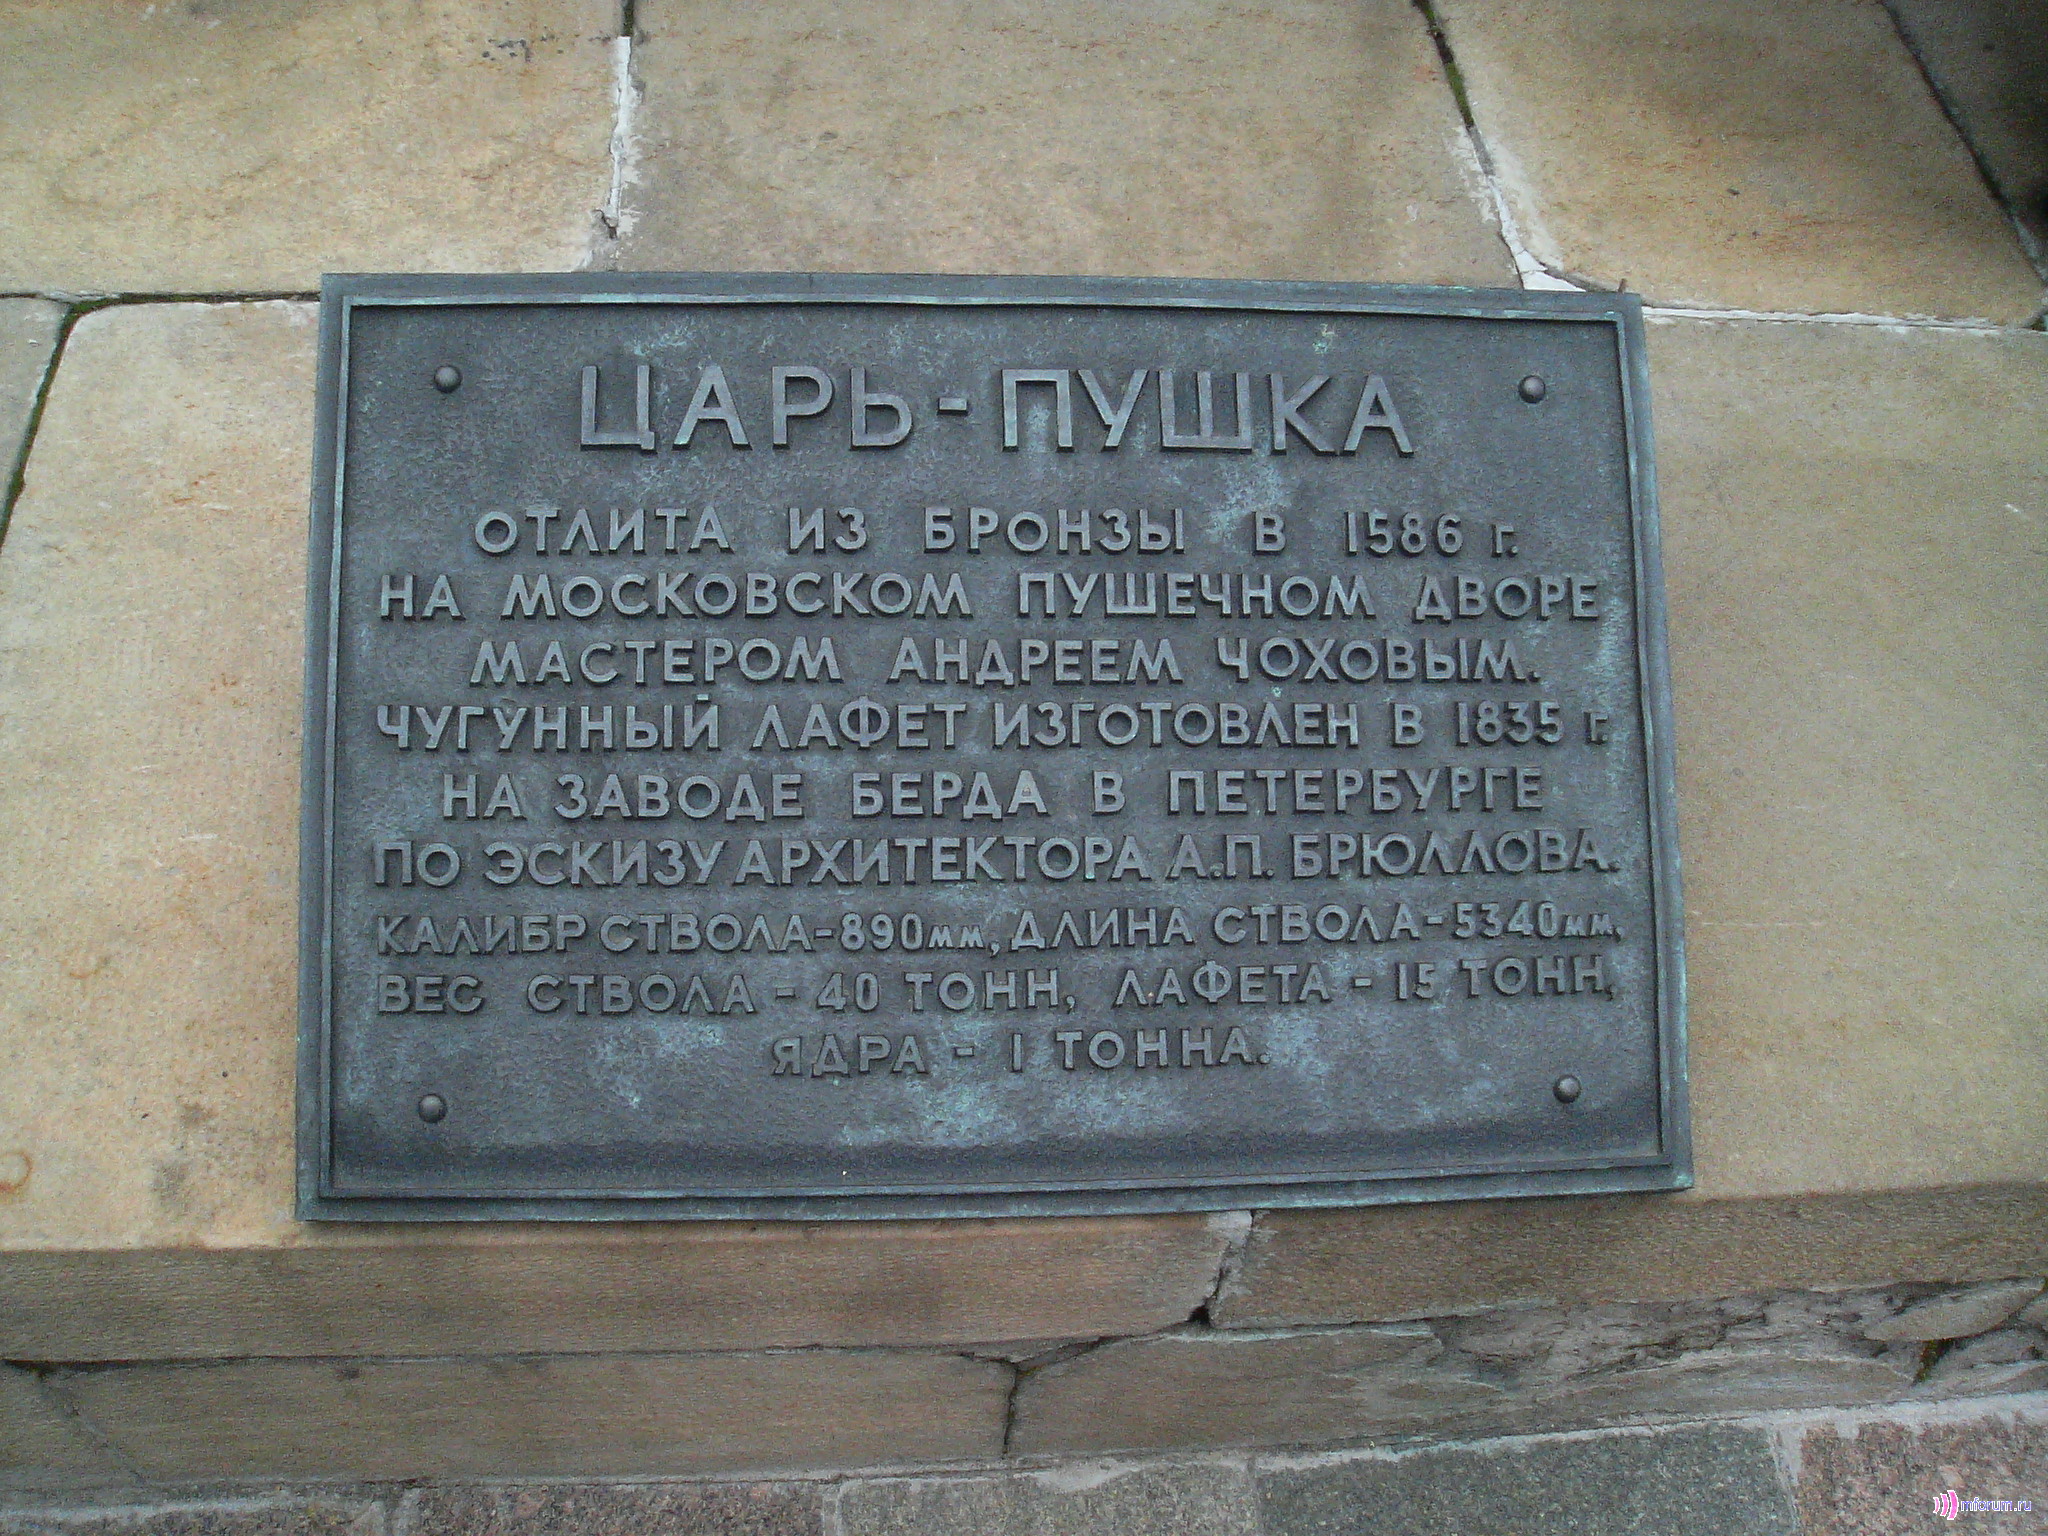 ЦАРЬ-ПУШКА
ОТЛИТА ИЗ БРОНЗЫ В 1586 г.
НА МОСКОВСКОМ ПУШЕЧНОМ ДВОРЕ
МАСТЕРОМ АНДРЕЕМ ЧОХОВЫМ.
ЧУГУННЫЙ ЛАФЕТ ИЗГОТОВЛЕН В 1835 г.
НА ЗАВОДЕ БЕРДА В ПЕТЕРБУРГЕ
ПО ЭСКИЗУ АРХИТЕКТОРА А.П. БРЮЛЛОВА.
КАЛИБР СТВОЛА-890мм, ДЛИНА СТВОЛА-5340мм,
ВЕС СТВОЛА - 40 ТОНН, ЛАФЕТА - 15 ТОНН,
ЯДРА - 1 ТОННА.
mforum.ru